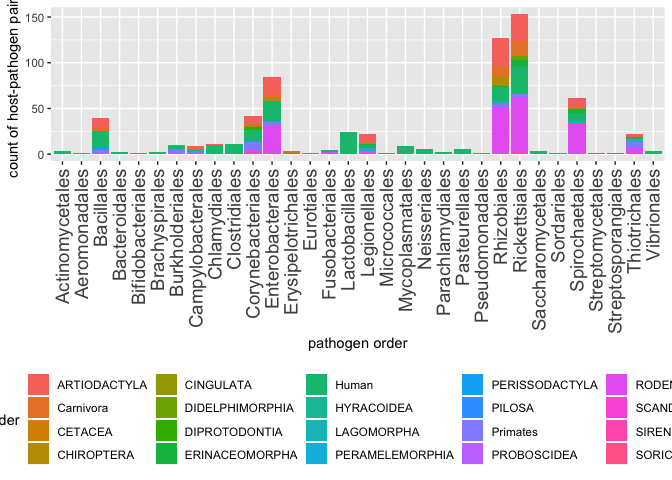 count of host-pathogen pair
150
100
50
0
Actinomycetales
Aeromonadales
Bacillales
Bacteroidales
Bifidobacteriales
Brachyspirales
Burkholderiales
Campylobacterales
Chlamydiales
Clostridiales
Corynebacteriales
Enterobacterales
Erysipelotrichales
Eurotiales
Fusobacteriales
Lactobacillales
Legionellales
Micrococcales
Mycoplasmatales
Neisseriales
Parachlamydiales
Pasteurellales
Pseudomonadales
Rhizobiales
Rickettsiales
Saccharomycetales
Sordariales
Spirochaetales
Streptomycetales
Streptosporangiales
Thiotrichales
Vibrionales
pathogen order
der
ARTIODACTYLA CINGULATA Human PERISSODACTYLA RODE
Carnivora DIDELPHIMORPHIA HYRACOIDEA PILOSA SCAND
CETACEA DIPROTODONTIA LAGOMORPHA Primates SIREN
CHIROPTERA ERINACEOMORPHA PERAMELEMORPHIA PROBOSCIDEA SORIC